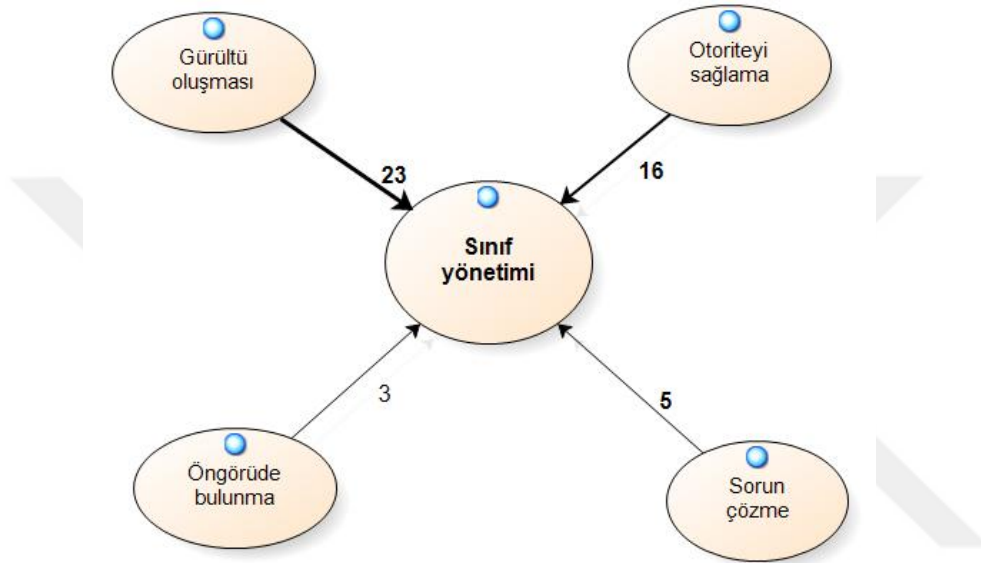 Gürültü
oluşması
Otoriteyi
sağlama
23
16
Sınıf
yönetimi
3
5
Öngörüde
bulunma
Sorun
çözme